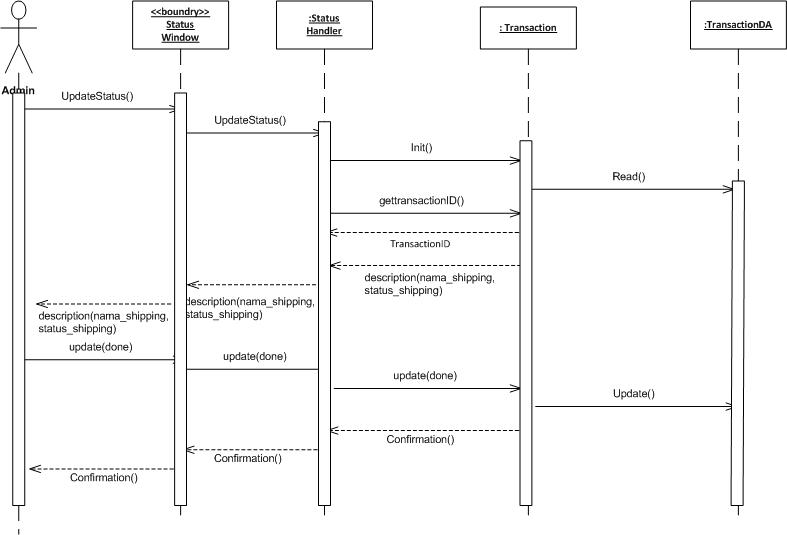 <<boundry>>
Status
Window
:Status
Handler
: Transaction
:TransactionDA
Admin
UpdateStatus()
UpdateStatus()
Init()
Read()
gettransactionID()
TransactionID
description(nama_shipping,
status_shipping)
description(nama_shipping,
status_shipping)
description(nama_shipping,
status_shipping)
update(done)
update(done)
update(done)
Update()
Confirmation()
Confirmation()
Confirmation()